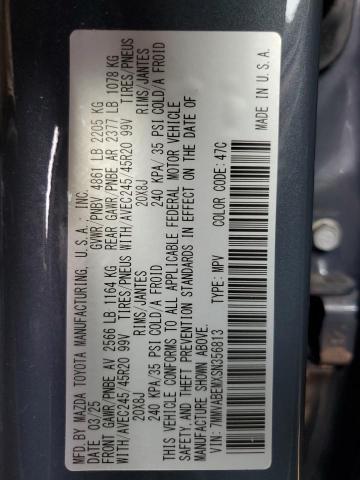 MFD.BY MAZDA TOYOTA MANUFACTURING, U.S.A., INC.
DATE 03/25 GVWR/PNBV 4861 LB 2205 KG
FRONT GAWR/PNBE AV 2566 LB 1164 KG REAR GAWR/PNBE AR 2377 LB 1078 KG
WITH/AVEC245/45R20 99V TIRES/PNEUS WITH/AVEC245/45R20 99V TIRES/PNEUS
20X8J RIMS/JANTES 20X8J RIMS/JANTES
240 KPA/ 35 PSI COLD/A FROID 240 KPA/ 35 PSI COLD/A FROID
THIS VEHICLE CONFORMS TO ALL APPLICABLE FEDERAL MOTOR VEHICLE
SAFETY AND THEFT PREVENTION STANDARDS IN EFFECT ON THE DATE OF
MANUFACTURE SHOWN ABOVE.
TYPE: MPV COLOR CODE: 47C
MADE IN U.S.A.